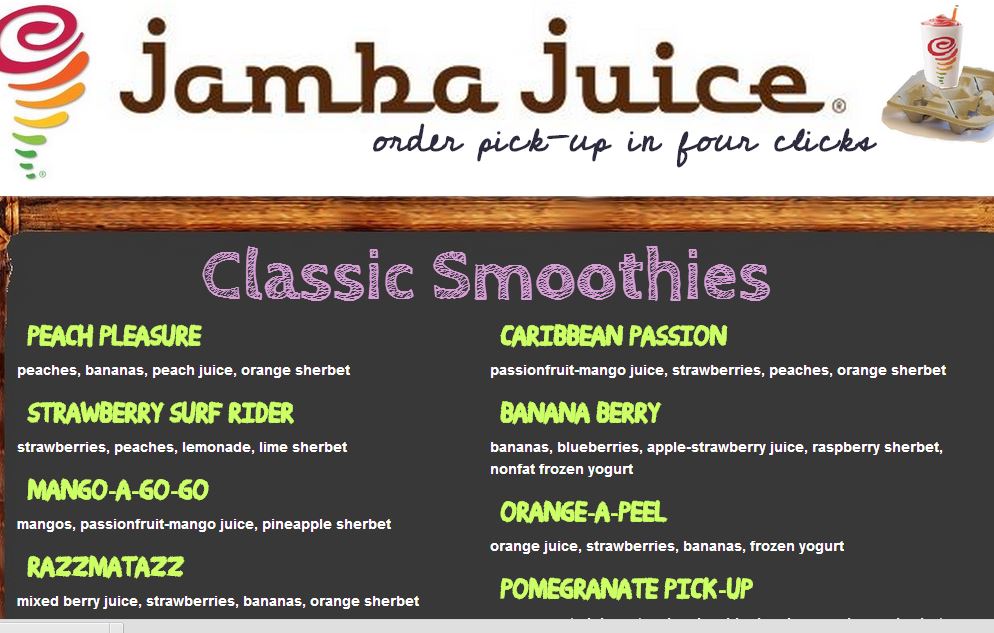 jamba juice®
order pick-up in four clicks
Classic Smoothies
PEACH PLEASURE
peaches, bananas, peach juice, orange sherbet
STRAWBERRY SURF RIDER
strawberries, peaches, lemonade, lime sherbet
MANGO-A-GO-GO
mangos, passionfruit-mango juice, pineapple sherbet
RAZZMATAZZ
mixed berry juice, strawberries, bananas, orange sherbet
CARIBBEAN PASSION
passionfruit-mango juice, strawberries, peaches, orange sherbet
BANANA BERRY
bananas, blueberries, apple-strawberry juice, raspberry sherbet,
nonfat frozen yogurt
ORANGE-A-PEEL
orange juice, strawberries, bananas, frozen yogurt
POMEGRANATE PICK-UP